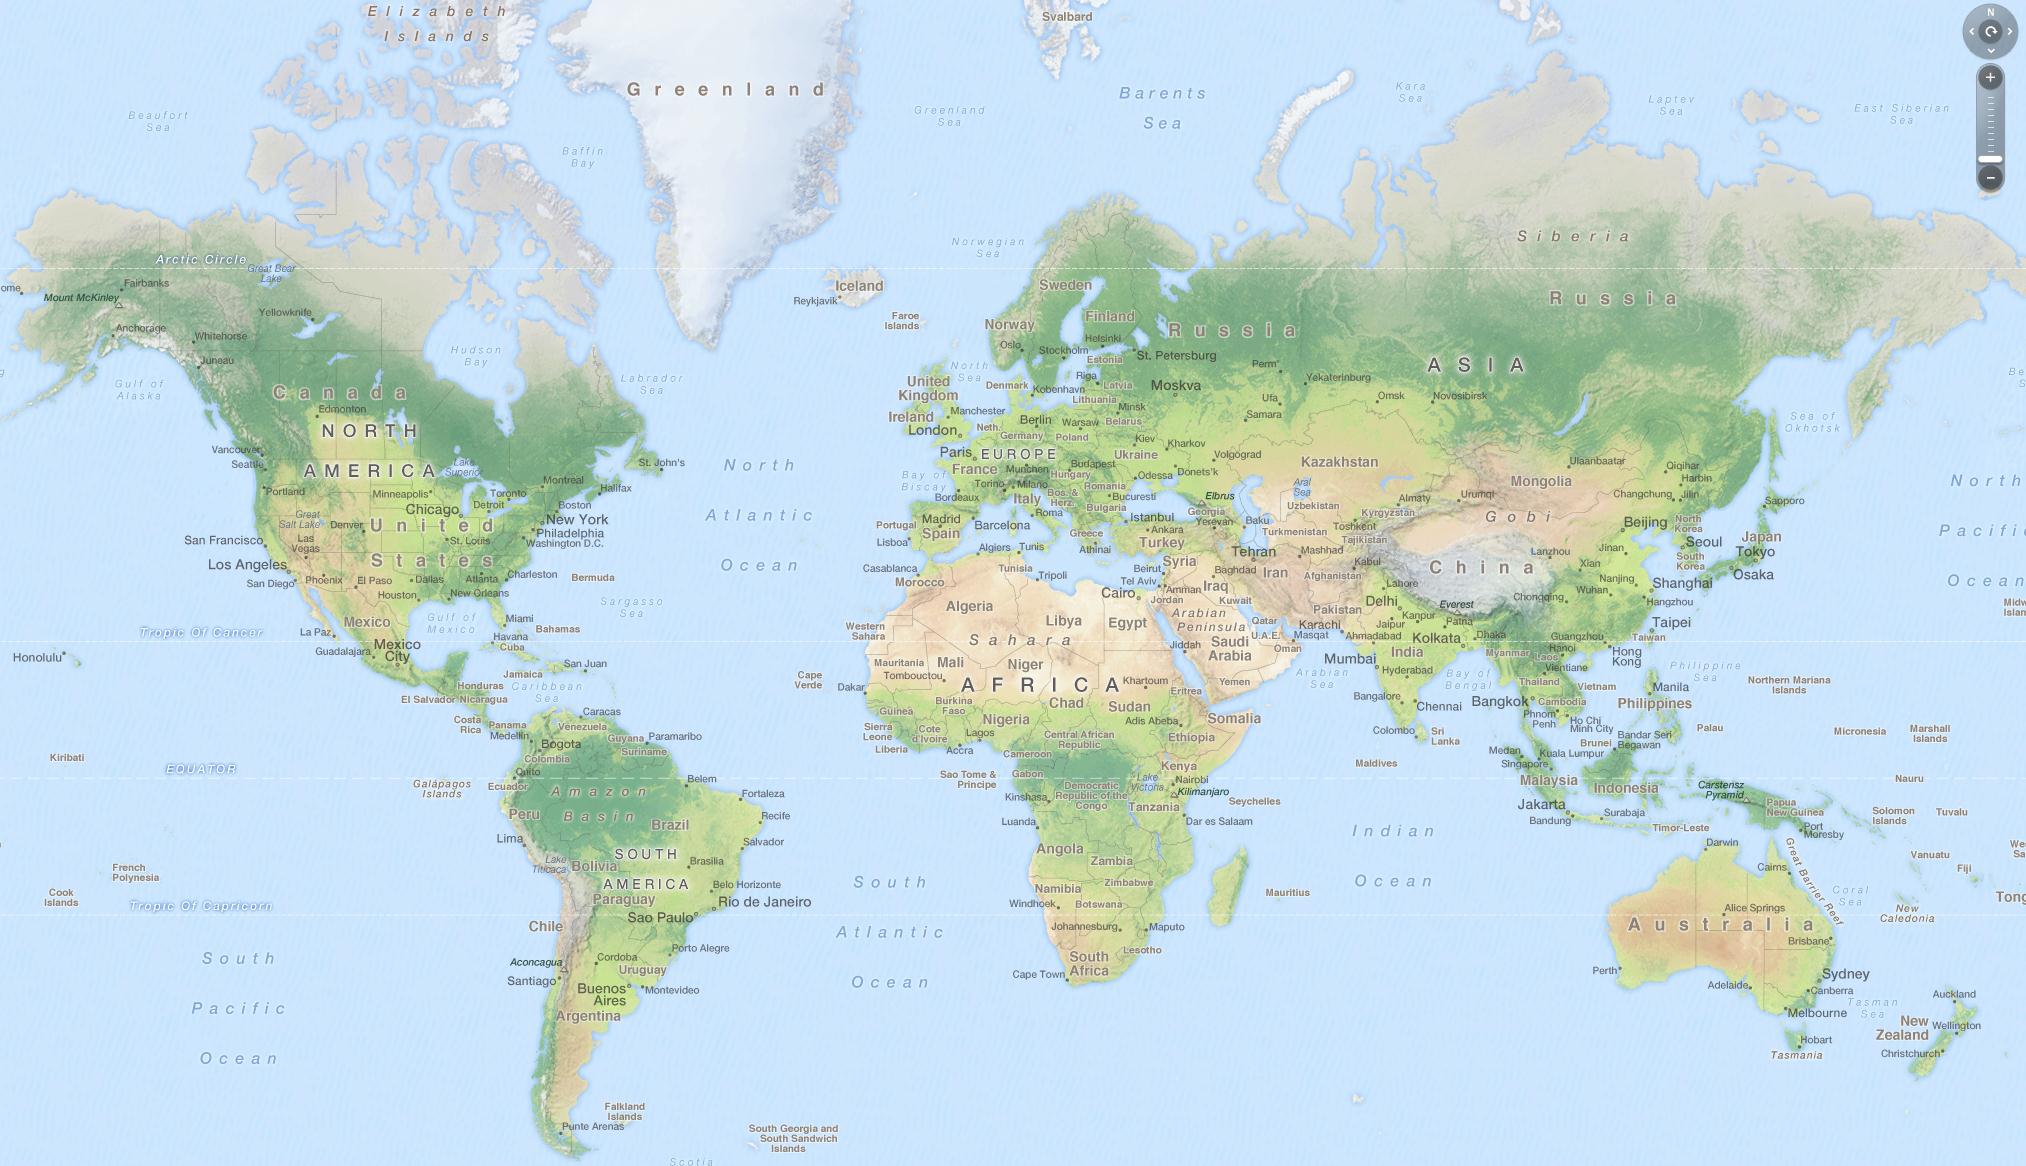 Elizabeth
Islands
Svalbard
N
Greenland
Barents
Sea
Kara
Sea
Laptev
Sea
East Siberian
Sea
Beaufort
Sea
Greenland
Sea
Baffin
Bay
Norwegian
Sea
Siberia
Arctic Circle
Great Bear
Lake
Fairbanks
ome
Mount McKinley
Yellowknife
Anchorage
Whitehorse
Juneau
Iceland
Reykjavik
Faroe
Islands
Sweden
Finland
Norway
Oslo
Helsinki
Stockholm
St. Petersburg
Estonia
Russia
Russia
ASIA
Perm'
Yekaterinburg
Hudson
Bay
Labrador
Sea
Gulf of
Alaska
Canada
Edmonton
NORTH
AMERICA
North
Sea
United
Kingdom
Denmark
Kobenhavn
Riga
Latvia
Lithuania
Moskva
Ufa
Samara
Omsk
Novosibirsk
Sea of
Okhotsk
Be
S
Ireland
Manchester
London
Berlin
Warsaw
Minsk
Belarus
Neth.
Germany
Poland
Kiev
Kharkov
Paris
EUROPE
Ukraine
Volgograd
France
Munchen
Budapest
Hungary
Donets'k
Odessa
Bay of
Biscay
Torino
Milano
Romania
Bordeaux
Italy
Bos. &
Herz.
Bucuresti
Bulgaria
Roma
Elbrus
Georgia
Yerevan
Baku
Kazakhstan
Aral
Sea
Uzbekistan
Almaty
Kyrgyzstan
Toshkent
Turkmenistan
Tajikistan
Urumqi
Ulaanbaatar
Mongolia
Gobi
Qiqihar
Harbin
Changchung
Jilin
Sapporo
Vancouver
Seattle
Lake
Superior
St. John's
Portland
Minneapolis
Toronto
Montreal
Halifax
Detroit
Boston
Chicago
New York
Philadelphia
Washington D.C.
Great
Salt Lake
Denver
United
States
St. Louis
San Francisco
Las
Vegas
Los Angeles
San Diego
Phoenix
El Paso
Dallas
Atlanta
Charleston
Houston
New Orleans
Bermuda
Sargasso
Sea
North
Atlantic
Ocean
Portugal
Madrid
Spain
Barcelona
Lisboa
Istanbul
Ankara
Turkey
Greece
Athinai
Algiers
Tunis
Tunisia
Tripoli
Casablanca
Morocco
Syria
Beirut
Tel Aviv
Amman
Jordan
Baghdad
Iraq
Kuwait
Tehran
Iran
Mashhad
Kabul
Afghanistan
Cairo
Lahore
Beijing
North
Korea
Seoul
South
Korea
Japan
Tokyo
Osaka
Jinan
Lanzhou
China
Xian
Nanjing
Shanghai
Wuhan
Hangzhou
Chongqing
North
Pacific
Ocean
Midw
Islan
Mexico
Gulf of
Mexico
Miami
Bahamas
Havana
Cuba
Tropic Of Cancer
La Paz
Mexico
City
Guadalajara
Honolulu
San Juan
Jamaica
Caribbean
Sea
Honduras
El Salvador
Nicaragua
Costa
Rica
Panama
Caracas
Venezuela
Medellin
Bogota
Colombia
Guyana
Suriname
Paramaribo
Cape
Verde
Western
Sahara
Algeria
Libya
Egypt
Sahara
Mauritania
Tombouctou
Mali
Niger
Dakar
AFRICA
Khartoum
Chad
Sudan
Eritrea
Arabian
Peninsula
Qatar
U.A.E.
Masqat
Oman
Saudi
Arabia
Jiddah
Yemen
Pakistan
Karachi
Delhi
Jaipur
Kanpur
Everest
Patna
Ahmadabad
Kolkata
Dhaka
India
Mumbai
Hyderabad
Arabian
Sea
Bay of
Bengal
Bangalore
Chennai
Colombo
Sri
Lanka
Maldives
Taipei
Taiwan
Guangzhou
Hanoi
Hong
Kong
Myanmar
Laos
Vientiane
Thailand
Vietnam
Bangkok
Cambodia
Phnom
Penh
Ho Chi
Minh City
Manila
Philippines
Philippine
Sea
Northern Mariana
Islands
Palau
Micronesia
Marshall
Islands
Guinea
Burkina
Faso
Nigeria
Sierra
Leone
Cote
d'Ivoire
Lagos
Liberia
Accra
Central African
Republic
Cameroon
Adis Abeba
Ethiopia
Somalia
Kiribati
EQUATOR
Galápagos
Islands
Quito
Ecuador
Belem
Fortaleza
Sao Tome &
Principe
Gabon
Democratic
Republic of the
Congo
Kenya
Lake
Victoria
Nairobi
Kilimanjaro
Kinshasa
Tanzania
Seychelles
Luanda
Dar es Salaam
Medan
Kuala Lumpur
Singapore
Malaysia
Brunei
Bandar Seri
Begawan
Indonesia
Jakarta
Bandung
Surabaja
Timor-Leste
Carstensz
Pyramid
Papua
New Guinea
Port
Moresby
Nauru
Solomon
Islands
Tuvalu
Amazon
Basin
Peru
Lima
Brazil
Recife
Salvador
SOUTH
AMERICA
Lake
Titicaca
Bolivia
Brasilia
Belo Horizonte
Paraguay
Rio de Janeiro
Sao Paulo
Chile
Porto Alegre
Cordoba
Uruguay
Aconcagua
Santiago
Buenos
Aires
Montevideo
Argentina
French
Polynesia
Cook
Islands
Tropic Of Capricorn
South
Pacific
Ocean
South
Atlantic
Ocean
Angola
Zambia
Namibia
Zimbabwe
Windhoek
Botswana
Johannesburg
Maputo
Lesotho
South
Africa
Cape Town
Mauritius
Indian
Ocean
Darwin
Cairns
Great Barrier Reef
Coral
Sea
Vanuatu
Fiji
We
Sa
Tong
New
Caledonia
Alice Springs
Australia
Brisbane
Perth
Sydney
Adelaide
Canberra
Melbourne
Tasman
Sea
Hobart
Tasmania
Auckland
New
Zealand
Wellington
Christchurch
Falkland
Islands
Punte Arenas
South Georgia and
South Sandwich
Islands
Scotia